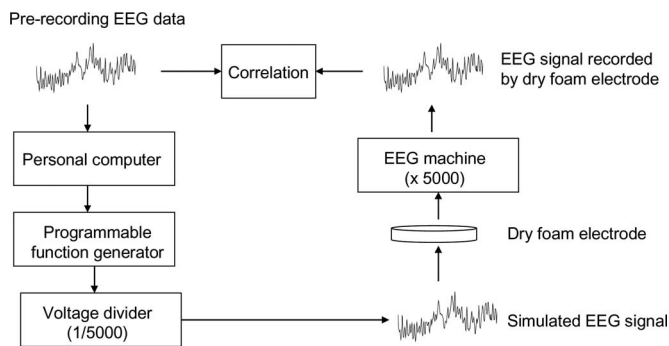 Pre-recording EEG data
Correlation
EEG signal recorded
by dry foam electrode
Personal computer
EEG machine
(x 5000)
Programmable
function generator
Dry foam electrode
Voltage divider
(1/5000)
Simulated EEG signal